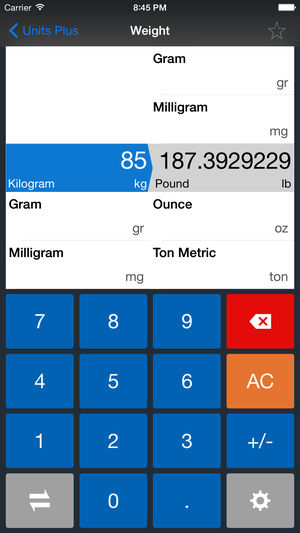 Carrier 8:45 PM
Units Plus Weight
Gram
gr
Milligram
mg
85 187.3929229
Kilogram kg Pound lb
Gram Ounce
gr oz
Milligram Ton Metric
mg ton
7 8 9
4 5 6 AC
1 2 3 +/-
0 .